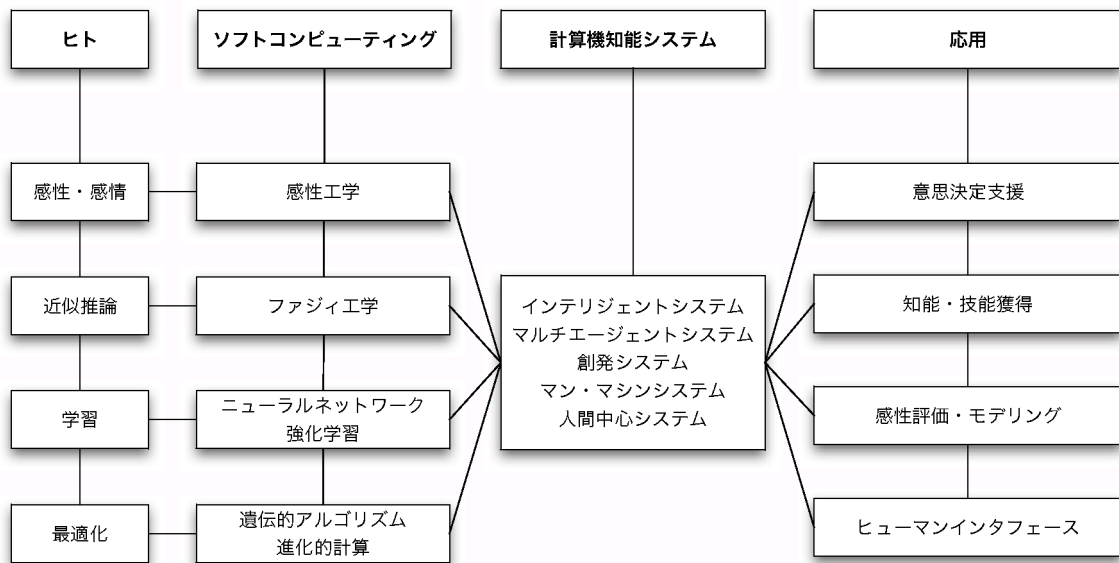 ヒト
ソフトコンピューティング
計算機知能システム
応用
感性・感情
感性工学
意思決定支援
近似推論
ファジィ工学
インテリジェントシステム
マルチエージェントシステム
創発システム
マン・マシンシステム
人間中心システム
知能・技能獲得
学習
ニューラルネットワーク
強化学習
感性評価・モデリング
最適化
遺伝的アルゴリズム
進化的計算
ヒューマンインタフェース